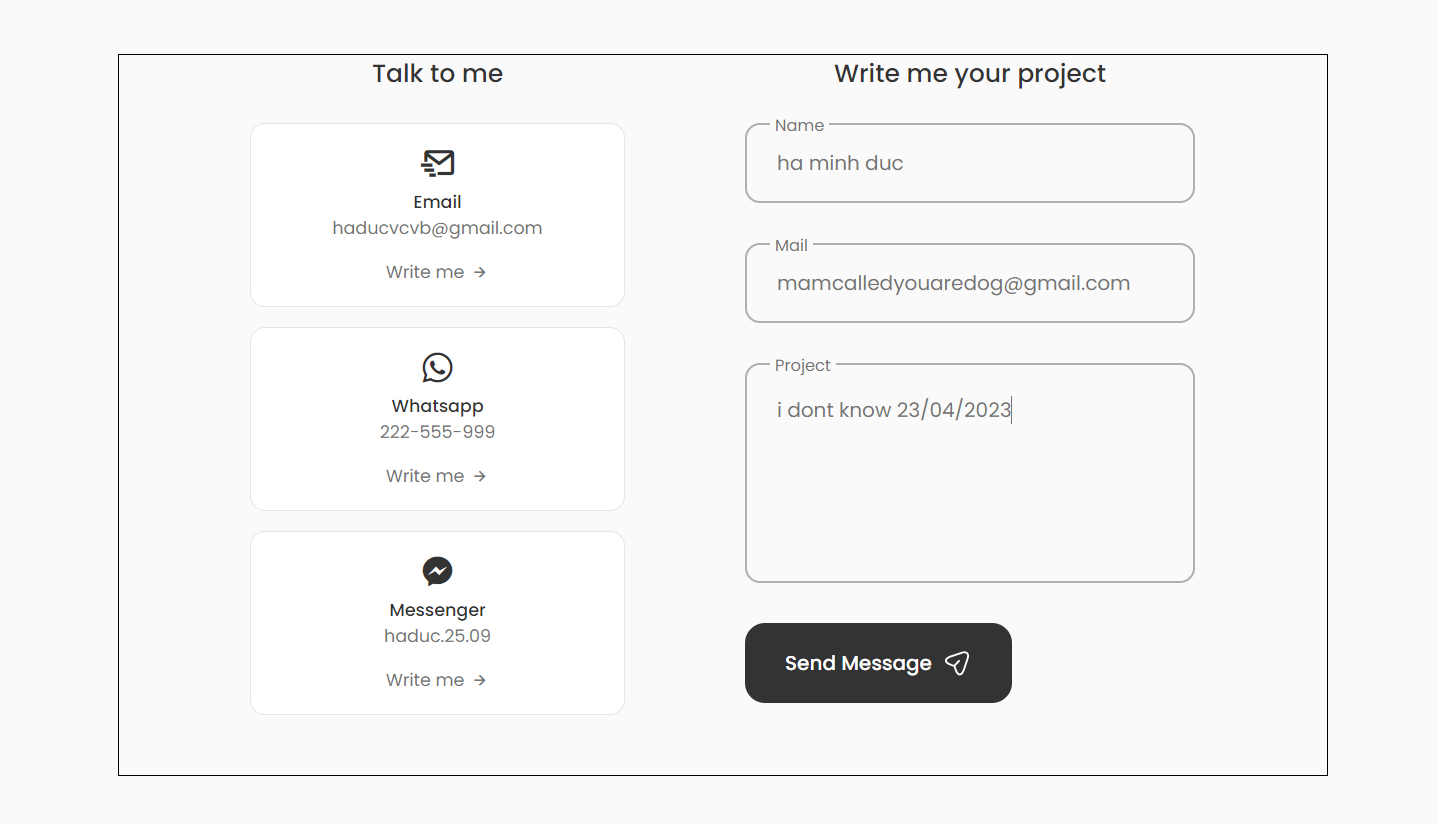 Talk to me
Email
haducvcvb@gmail.com
Write me →
Whatsapp
222-555-999
Write me →
Messenger
haduc.25.09
Write me →
Write me your project
Name
ha minh duc
Mail
mamcalledyouaredog@gmail.com
Project
i dont know 23/04/2023
Send Message